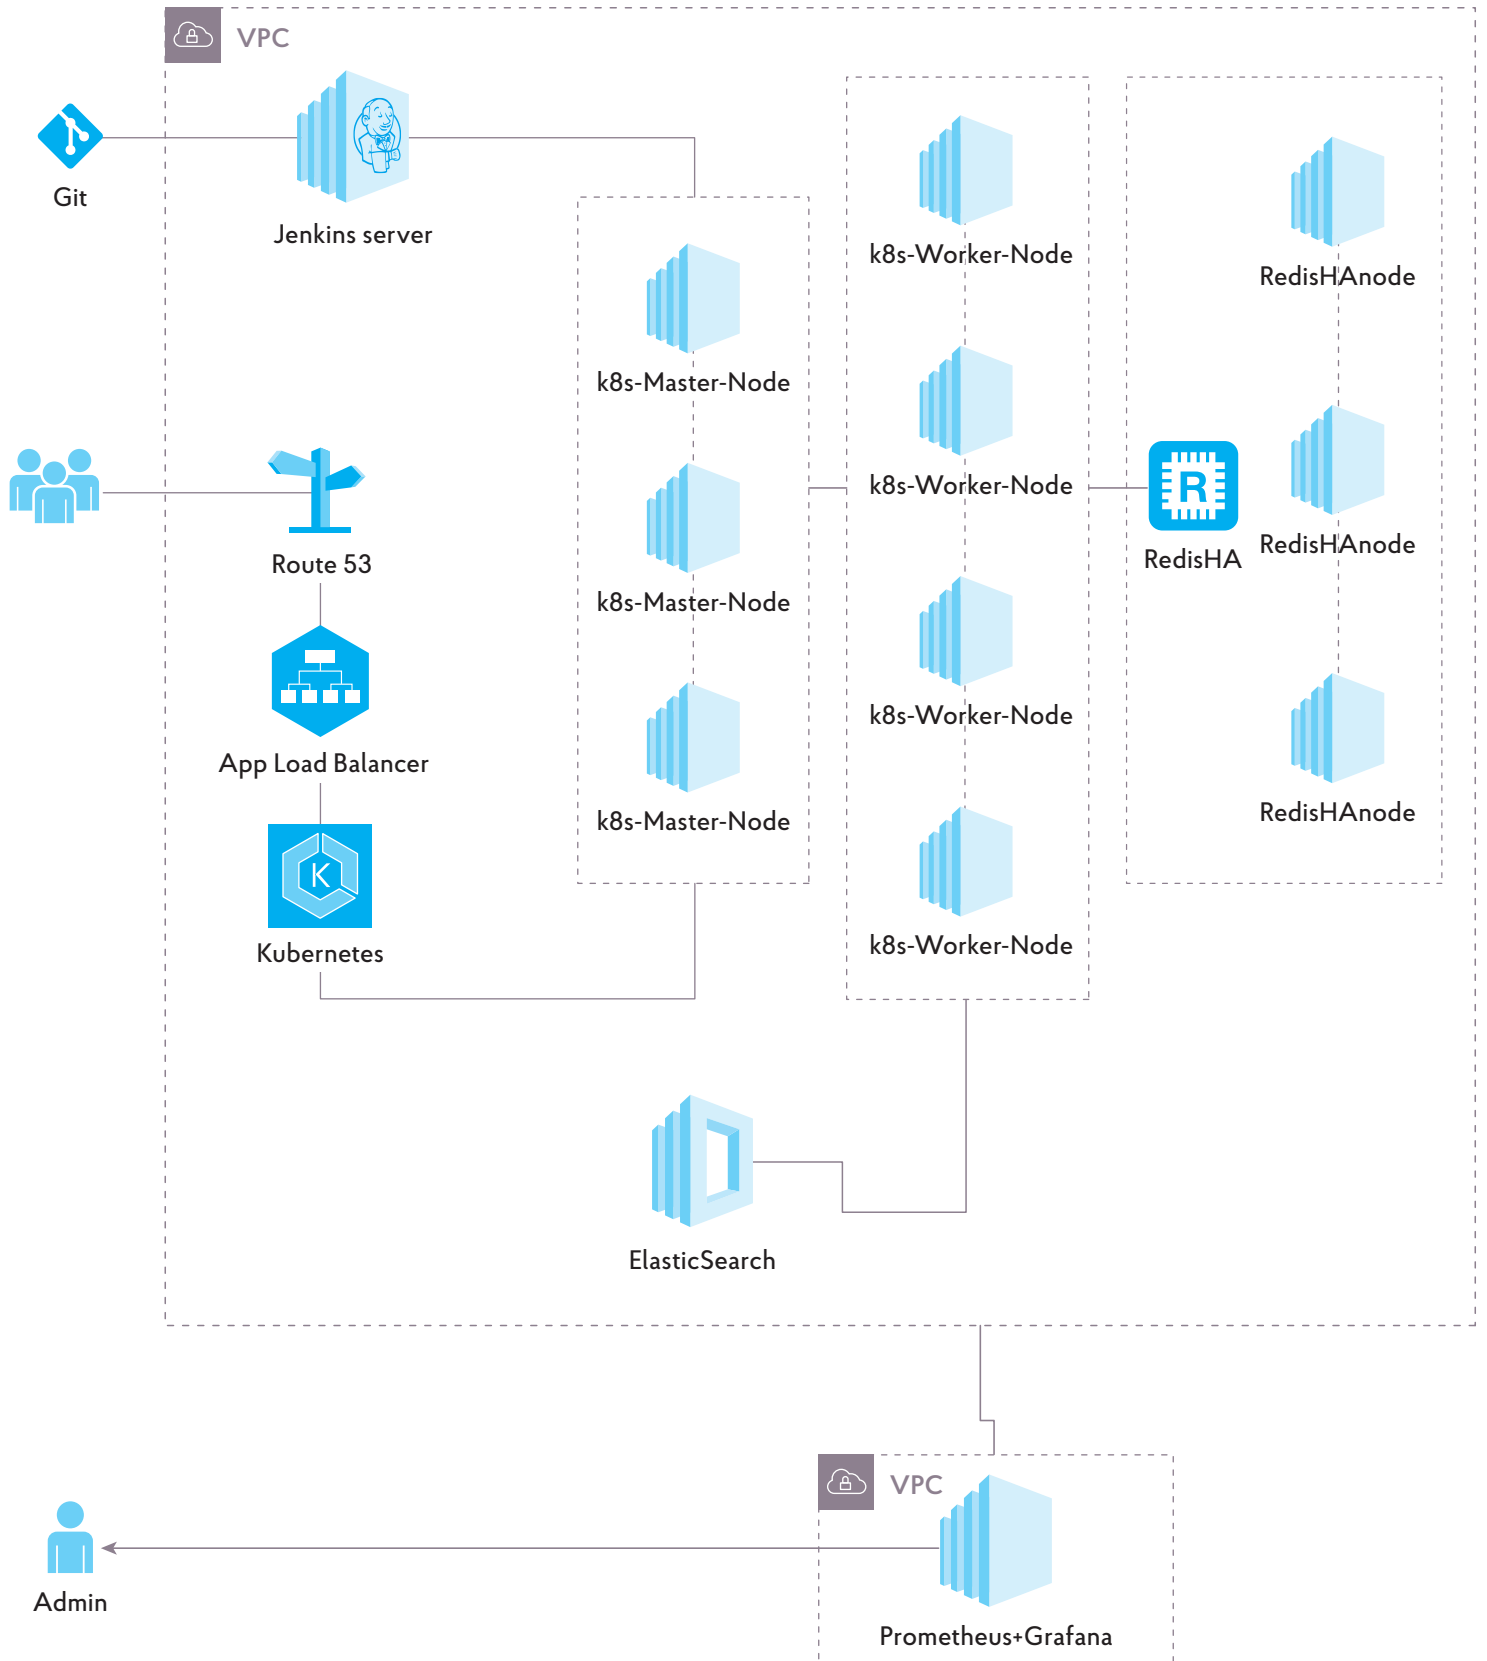 VPC
Git
Jenkins server
k8s-Master-Node
k8s-Master-Node
k8s-Master-Node
k8s-Worker-Node
k8s-Worker-Node
k8s-Worker-Node
k8s-Worker-Node
R
RedisHA
RedisHAnode
RedisHAnode
RedisHAnode
Route 53
App Load Balancer
K
Kubernetes
ElasticSearch
VPC
Prometheus+Grafana
Admin